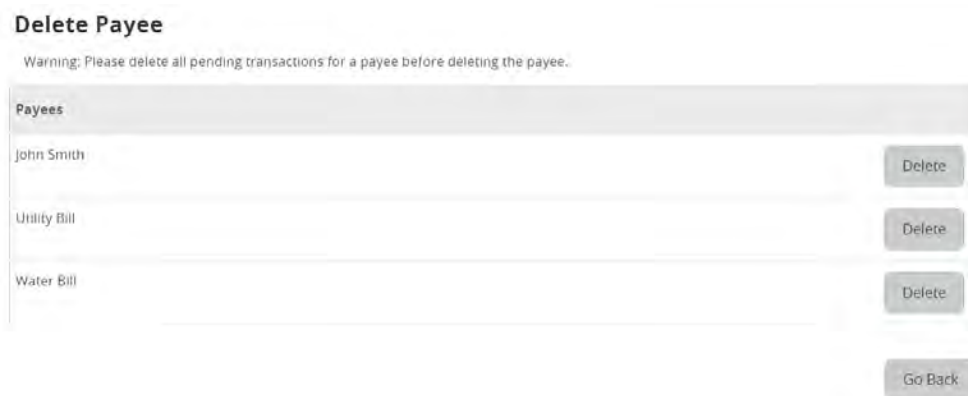 Delete Payee
Warning: Please delete all pending transactions for a payee before deleting the payee.
Payees
John Smith
Delete
Utility Bill
Delete
Water Bill
Delete
Go Back